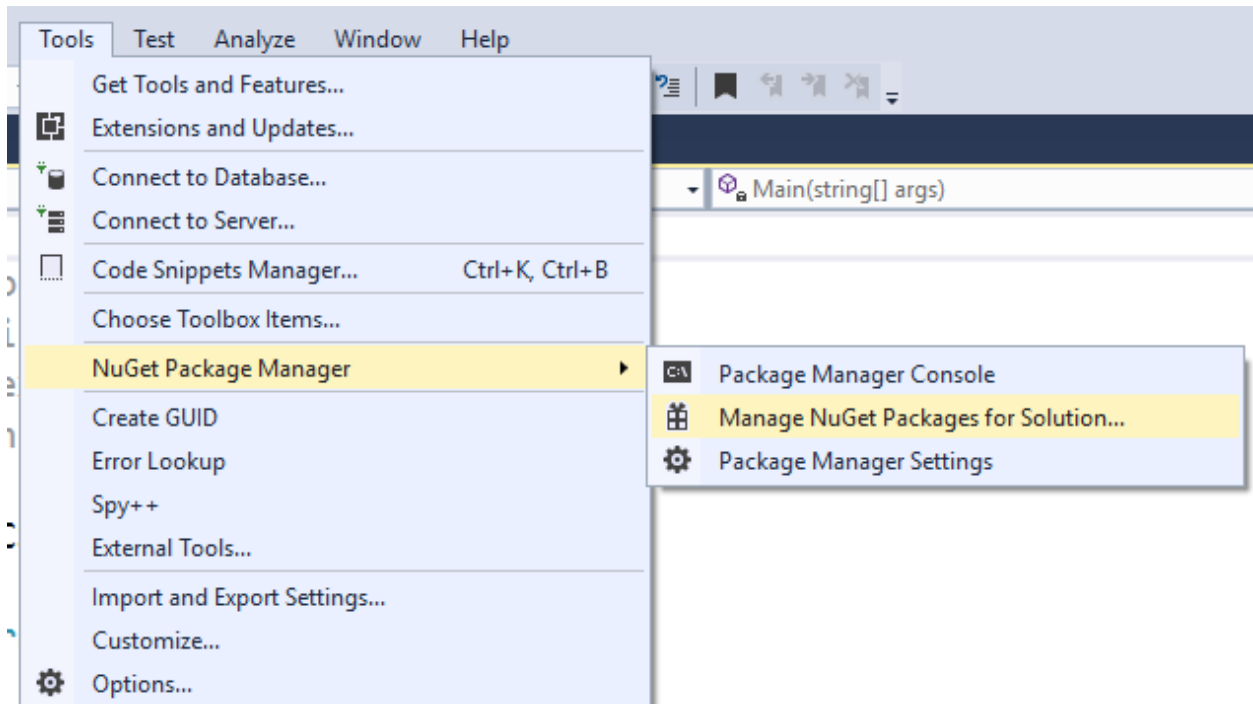 Tools Test Analyze Window Help
Get Tools and Features...
Extensions and Updates...
Connect to Database...
Connect to Server...
Code Snippets Manager... Ctrl+K, Ctrl+B
Choose Toolbox Items...
NuGet Package Manager
Create GUID
Error Lookup
Spy++
External Tools...
Import and Export Settings...
Customize...
Options...
Main(string[] args)
C:\
Package Manager Console
Manage NuGet Packages for Solution...
Package Manager Settings